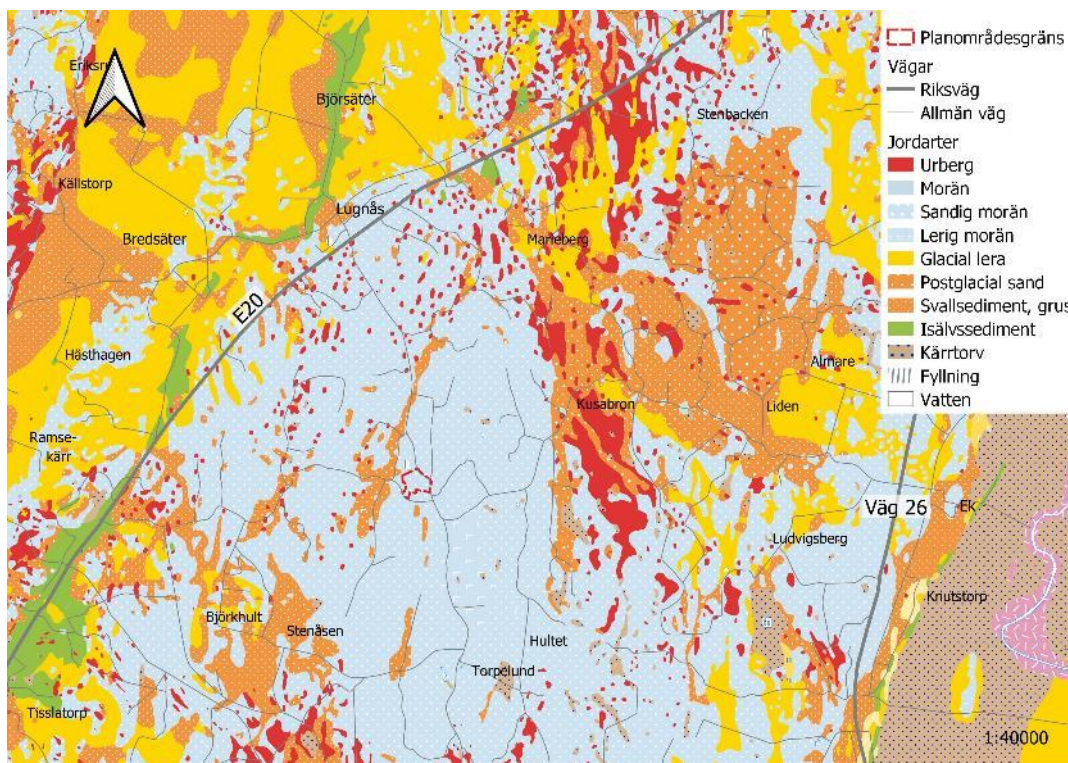 Planområdesgräns
Vägar
Riksväg
Allmän väg
Jordarter
Urberg
Morän
Sandig morän
Lerig morän
Glacial lera
Postglacial sand
Svallsediment, grus
Isälvssediment
Kärrtorv
Fyllning
Vatten
Björsäter
Stenbacken
Källstorp
Lugnås
Bredsäter
Marieberg
E20
Hästhagen
Almare
Kusabron
Liden
Ramse-
kärr
Väg 26
Ek
Ludvigsberg
Knutstorp
Björkhult
Stenåsen
Hultet
Torpelund
Tisslatorp
1:40000